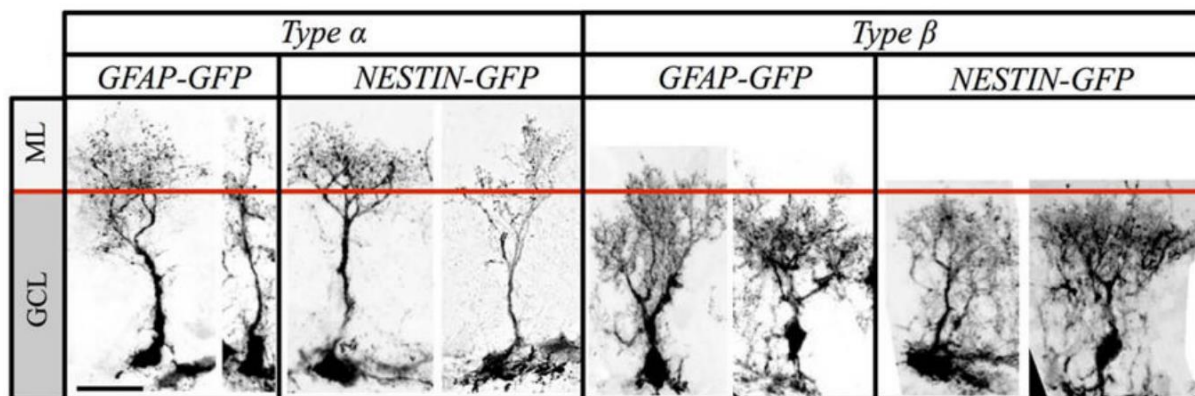 Type α Type β
GFAP-GFP NESTIN-GFP GFAP-GFP NESTIN-GFP
ML
GCL